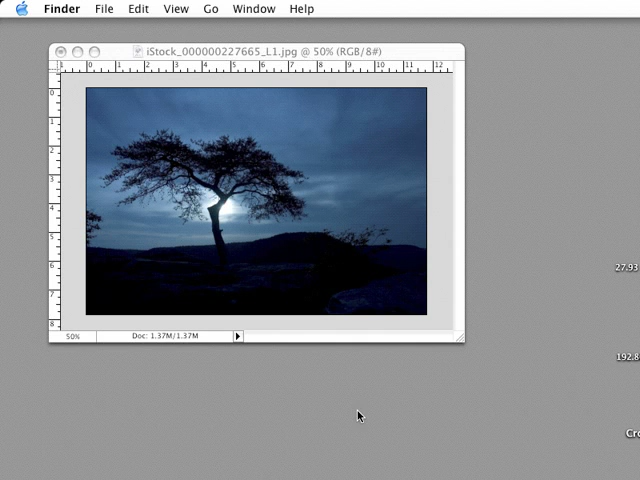 Finder File Edit View Go Window Help
iStock_000000227665_L1.jpg @ 50% (RGB/8#)
1 0 1 2 3 4 5 6 7 8 9 10 11 12
0
1
2
3
4
5
6
7
8
27.93
192.8
Cro
50% Doc: 1.37M/1.37M